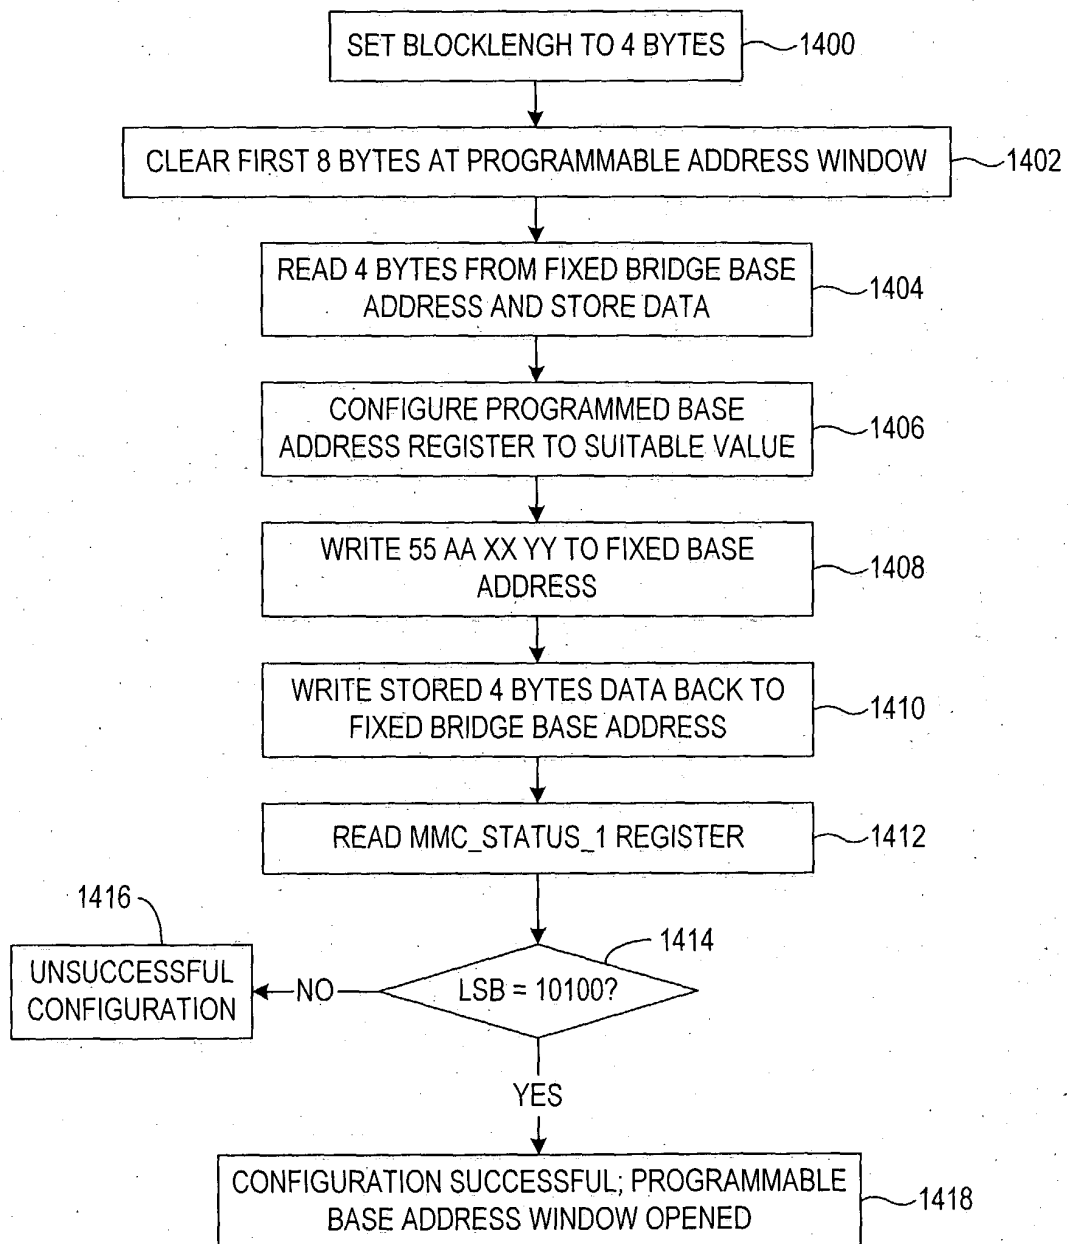 SET BLOCKLENGH TO 4 BYTES
1400
CLEAR FIRST 8 BYTES AT PROGRAMMABLE ADDRESS WINDOW
1402
READ 4 BYTES FROM FIXED BRIDGE BASE
ADDRESS AND STORE DATA
1404
CONFIGURE PROGRAMMED BASE
ADDRESS REGISTER TO SUITABLE VALUE
1406
WRITE 55 AA XX YY TO FIXED BASE
ADDRESS
1408
WRITE STORED 4 BYTES DATA BACK TO
FIXED BRIDGE BASE ADDRESS
1410
READ MMC_STATUS_1 REGISTER
1412
1416
UNSUCCESSFUL
CONFIGURATION
NO
LSB = 10100?
1414
YES
CONFIGURATION SUCCESSFUL; PROGRAMMABLE
BASE ADDRESS WINDOW OPENED
1418